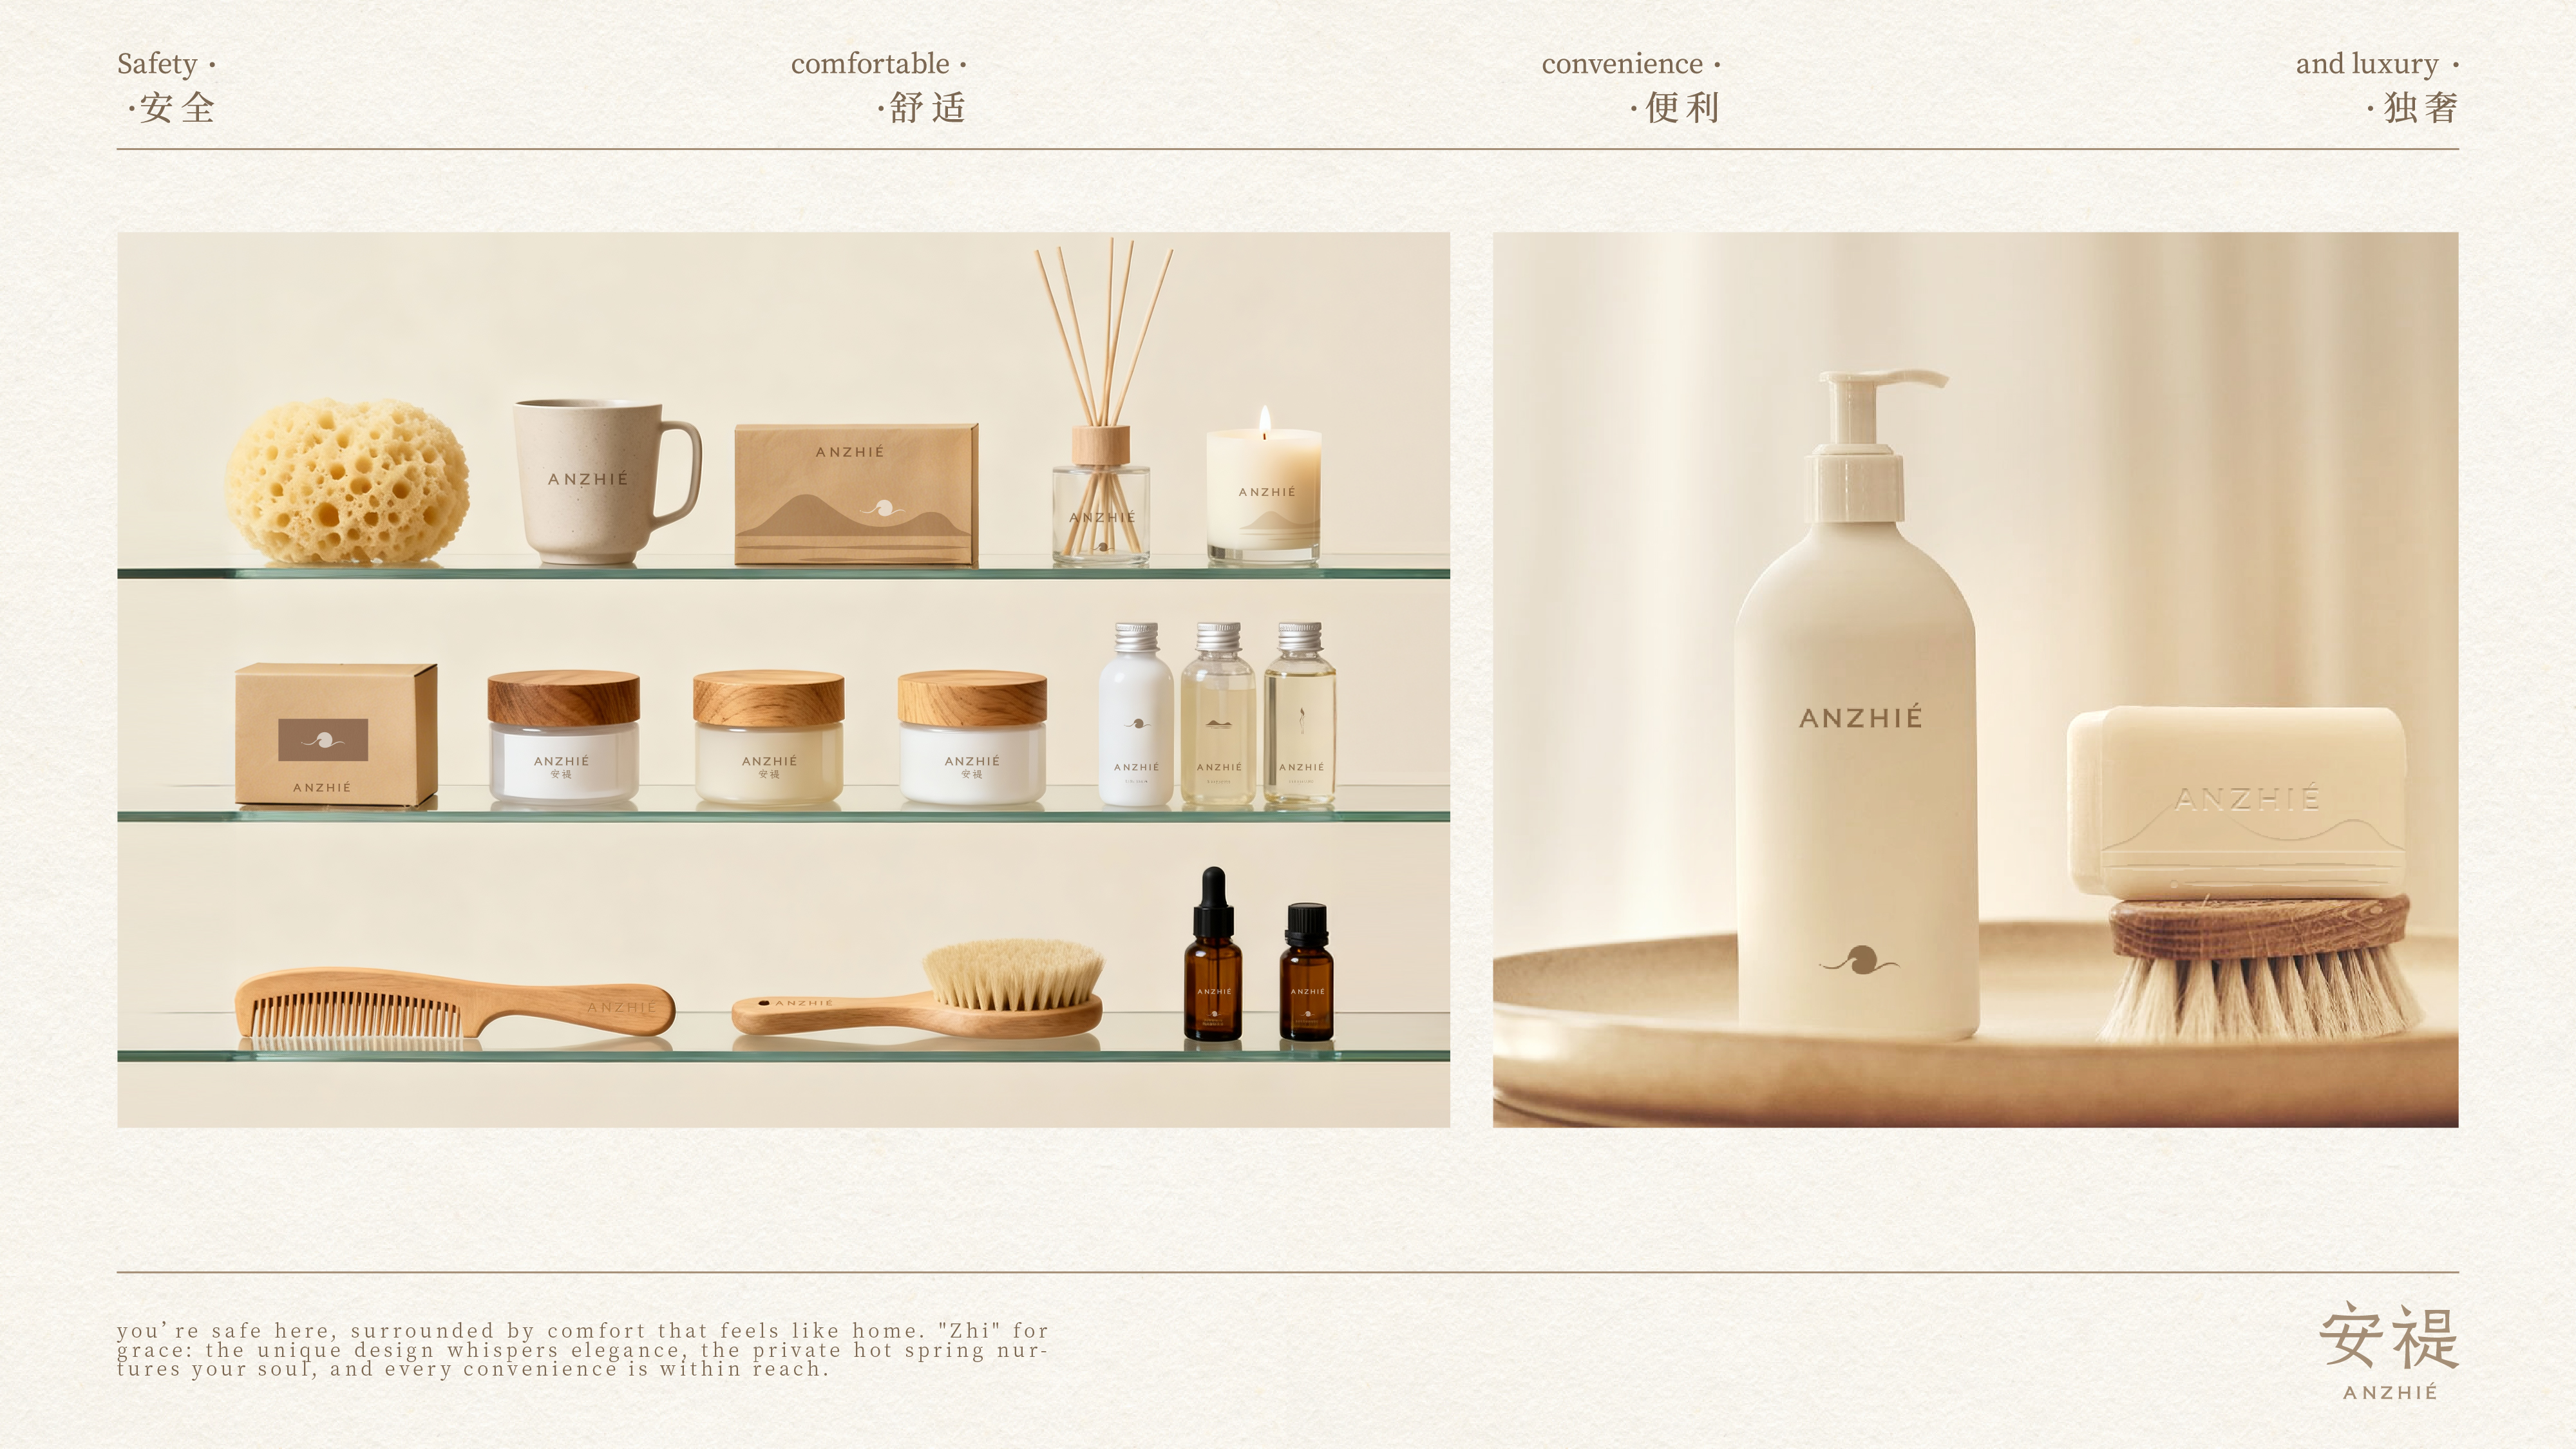 Safety ·
·安全
comfortable ·
·舒适
convenience ·
·便利
and luxury ·
·独奢
ANZHIÉ
ANZHIÉ
ANZHIÉ
ANZHIÉ
ANZHIÉ
ANZHIÉ
安禔
ANZHIÉ
安禔
ANZHIÉ
安禔
ANZHIÉ
ANZHIÉ
ANZHIÉ
ANZHIÉ
ANZHIÉ
ANZHIÉ
ANZHIÉ
ANZHIÉ
ANZHIÉ
you’re safe here, surrounded by comfort that feels like home. "Zhi" for
grace: the unique design whispers elegance, the private hot spring nur-
tures your soul, and every convenience is within reach.
安禔
ANZHIÉ